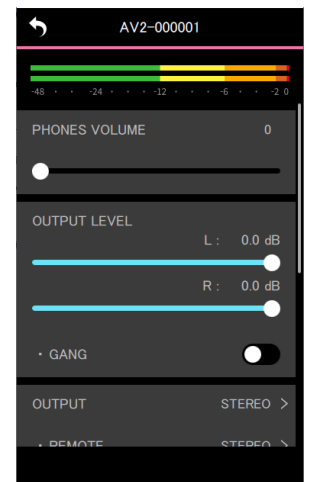 AV2-000001
-48 · · -24 · · · -12 · · · -6 · · -2 0
PHONES VOLUME 0
OUTPUT LEVEL
L : 0.0 dB
R : 0.0 dB
・GANG
OUTPUT STEREO >
・REMOTE STEREO >